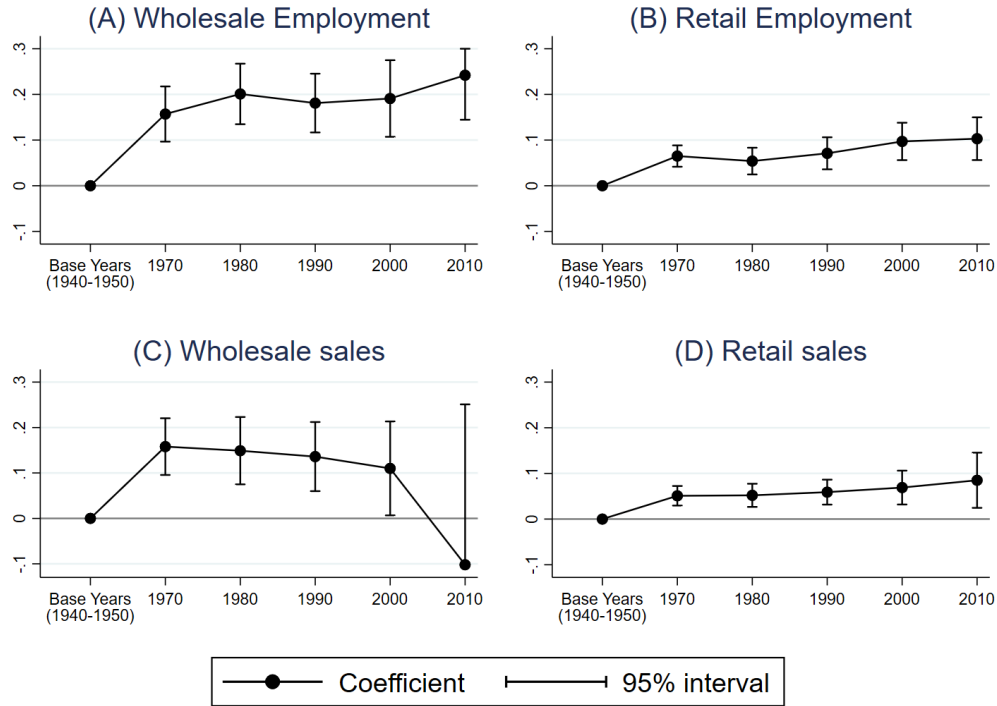 (A) Wholesale Employment
.3
.2
.1
0
-.1
Base Years 1970 1980 1990 2000 2010
(1940-1950)
(B) Retail Employment
.3
.2
.1
0
-.1
Base Years 1970 1980 1990 2000 2010
(1940-1950)
(C) Wholesale sales
.3
.2
.1
0
-.1
Base Years 1970 1980 1990 2000 2010
(1940-1950)
(D) Retail sales
.3
.2
.1
0
-.1
Base Years 1970 1980 1990 2000 2010
(1940-1950)
Coefficient 95% interval